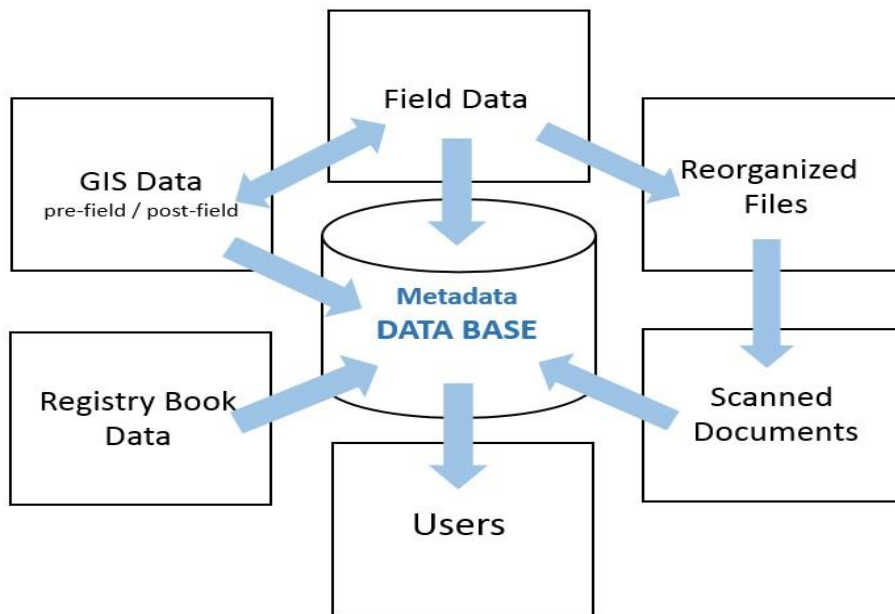 Field Data
GIS Data
pre-field / post-field
Reorganized
Files
Metadata
DATA BASE
Registry Book
Data
Scanned
Documents
Users